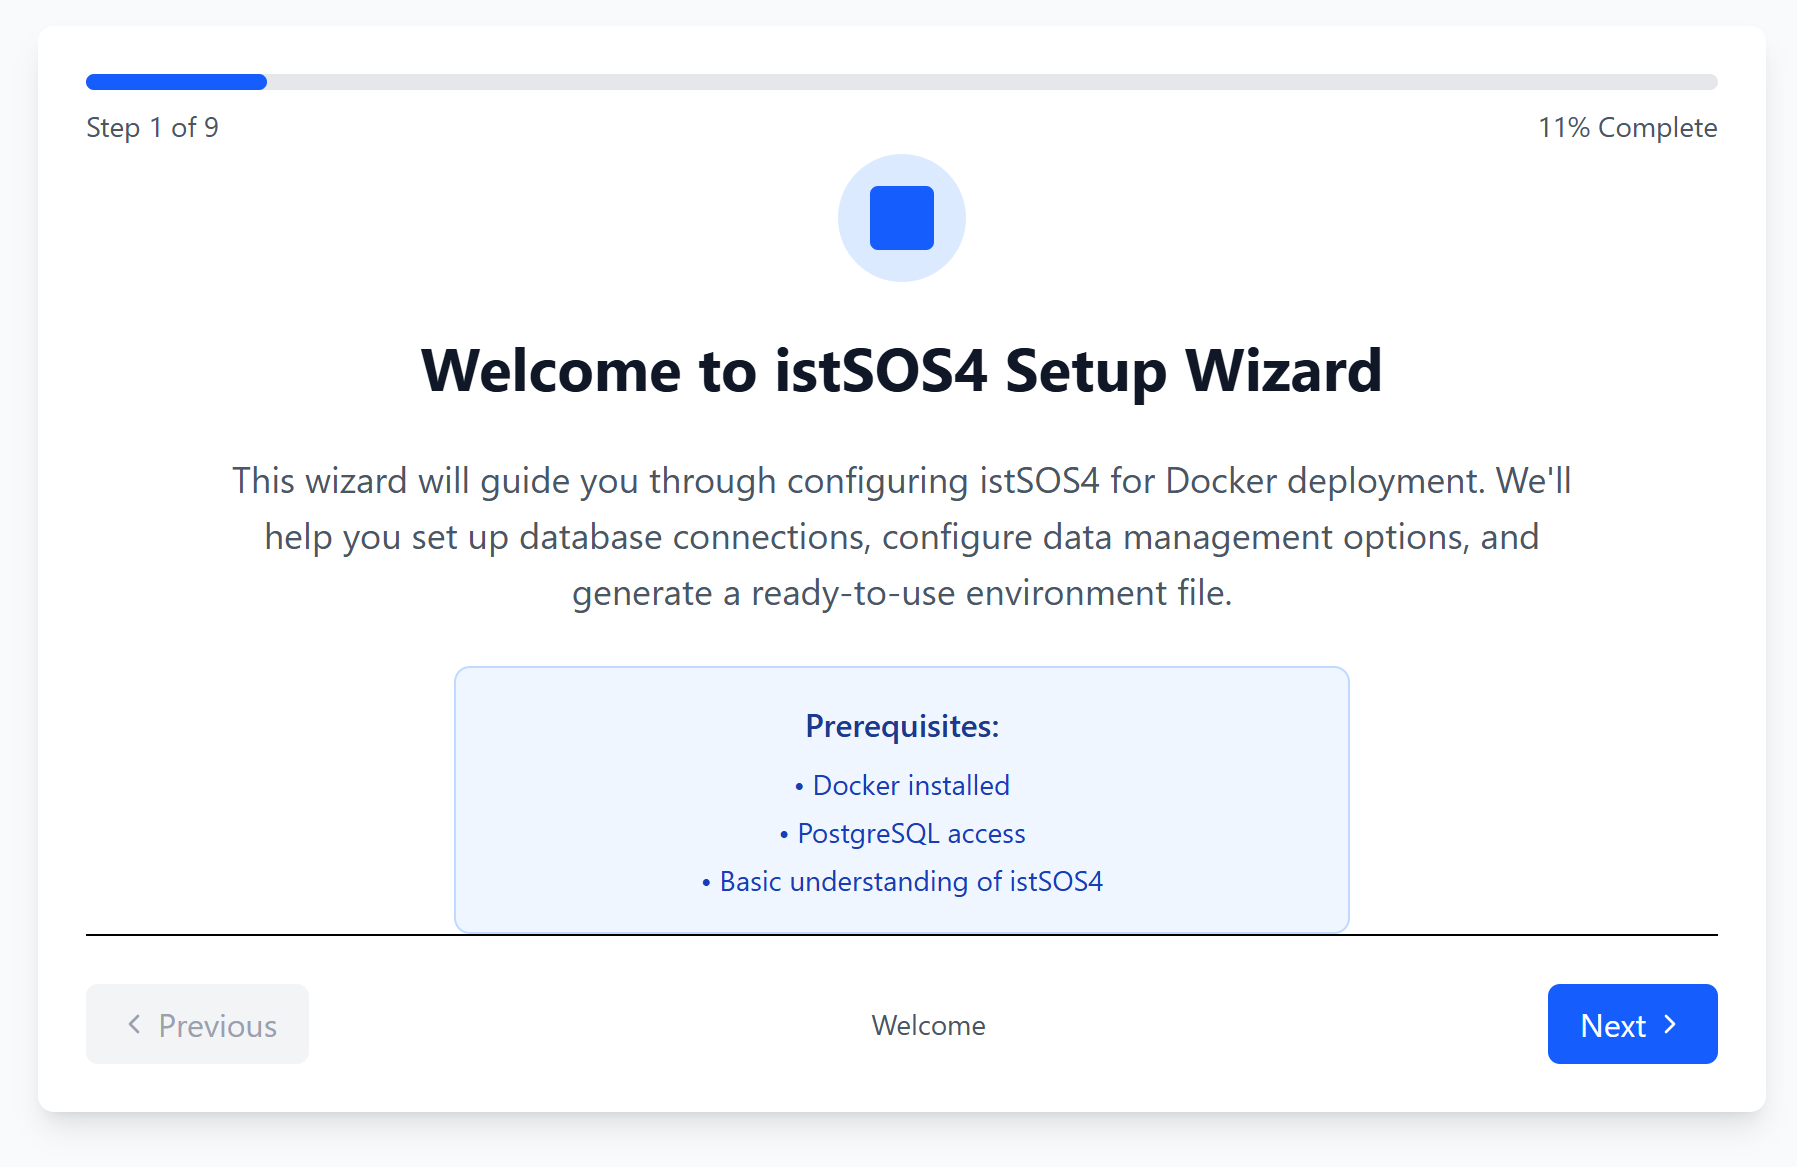 Step 1 of 9
11% Complete
Welcome to istSOS4 Setup Wizard
This wizard will guide you through configuring istSOS4 for Docker deployment. We'll
help you set up database connections, configure data management options, and
generate a ready-to-use environment file.
Prerequisites:
• Docker installed
• PostgreSQL access
• Basic understanding of istSOS4
Previous
Welcome
Next